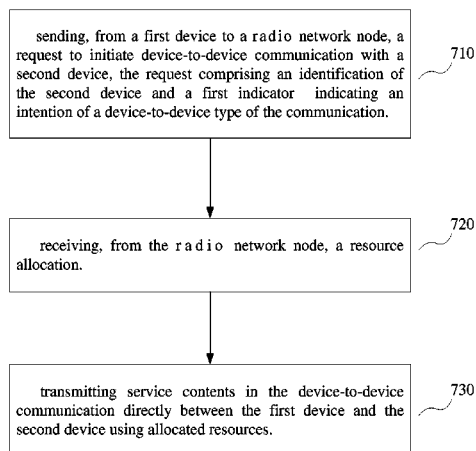 sending, from a first device to a radio network node, a
request to initiate device-to-device communication with a
second device, the request comprising an identification of
the second device and a first indicator indicating an
intention of a device-to-device type of the communication.
710
receiving, from the radio network node, a resource
allocation.
720
transmitting service contents in the device-to-device
communication directly between the first device and the
second device using allocated resources.
730